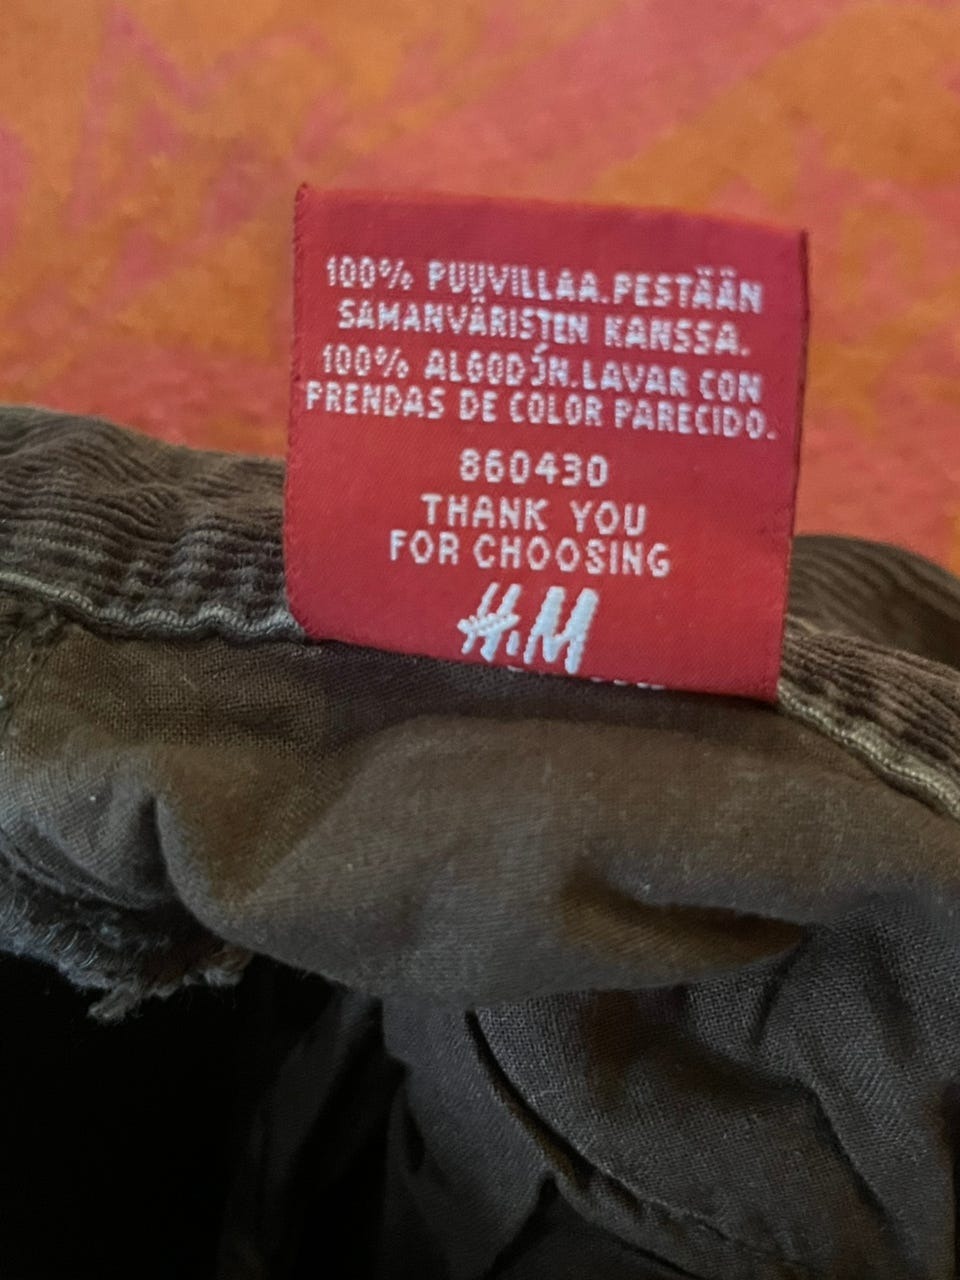 100% PUUVILLAA.PESTÄÄN
SAMANVÄRISTEN KANSSA.
100% ALGODÓN.LAVAR CON
PRENDAS DE COLOR PARECIDO.
860430
THANK YOU
FOR CHOOSING
H&M